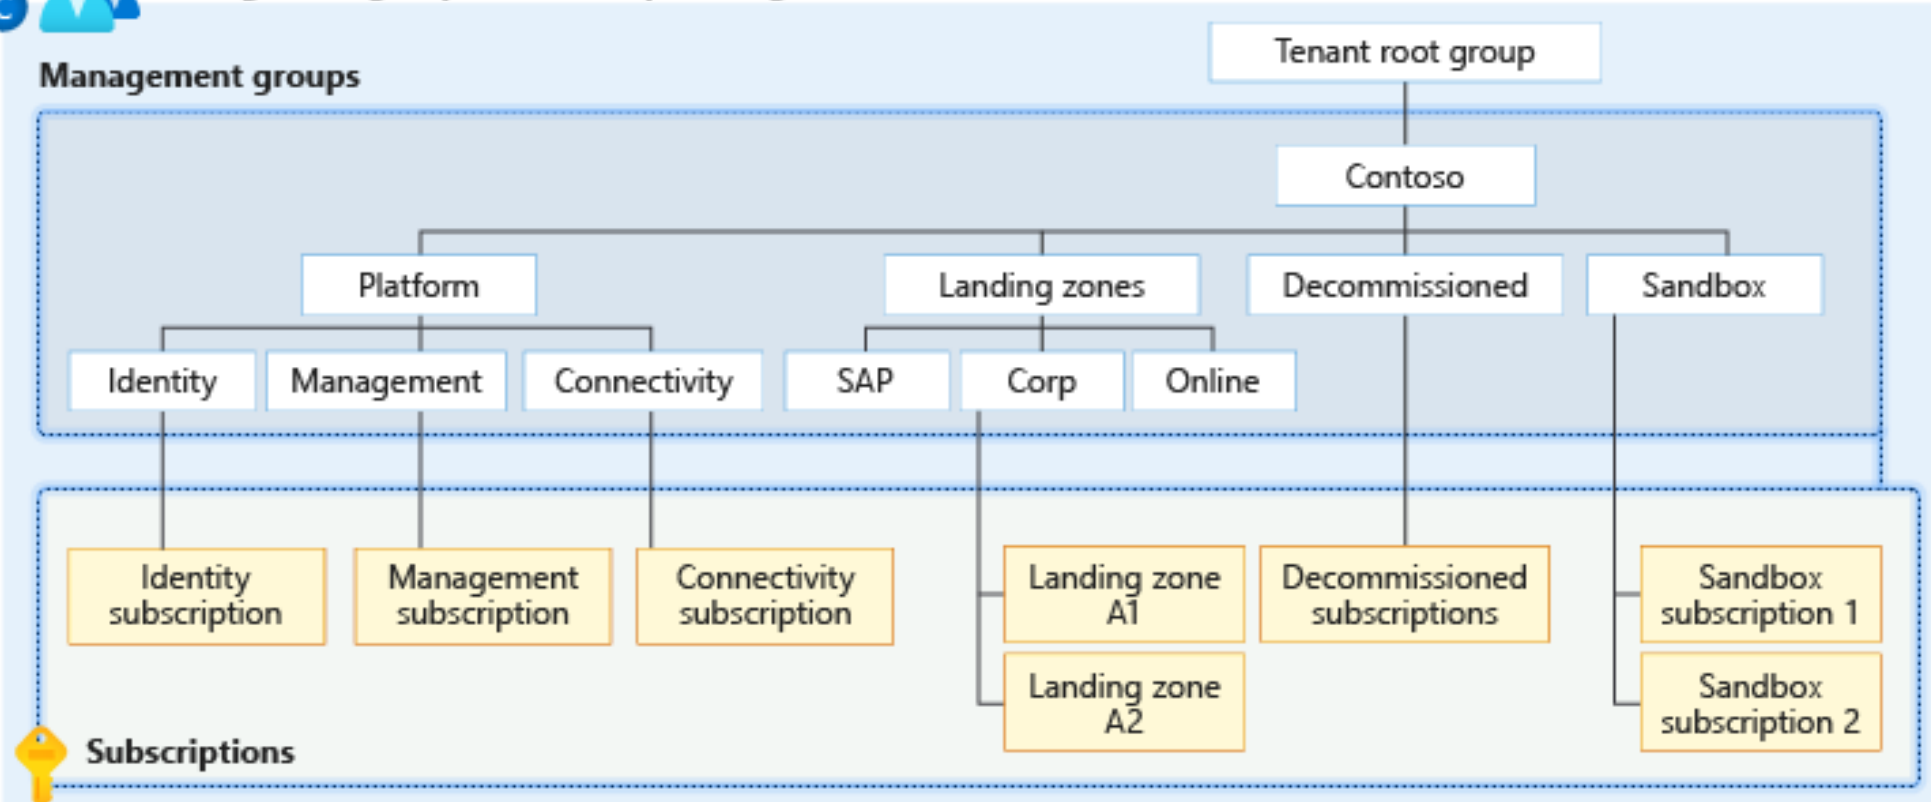 Management groups
Tenant root group
Contoso
Platform
Landing zones
Decommissioned
Sandbox
Identity
Management
Connectivity
SAP
Corp
Online
Identity
subscription
Management
subscription
Connectivity
subscription
Landing zone
A1
Decommissioned
subscriptions
Sandbox
subscription 1
Landing zone
A2
Sandbox
subscription 2
Subscriptions